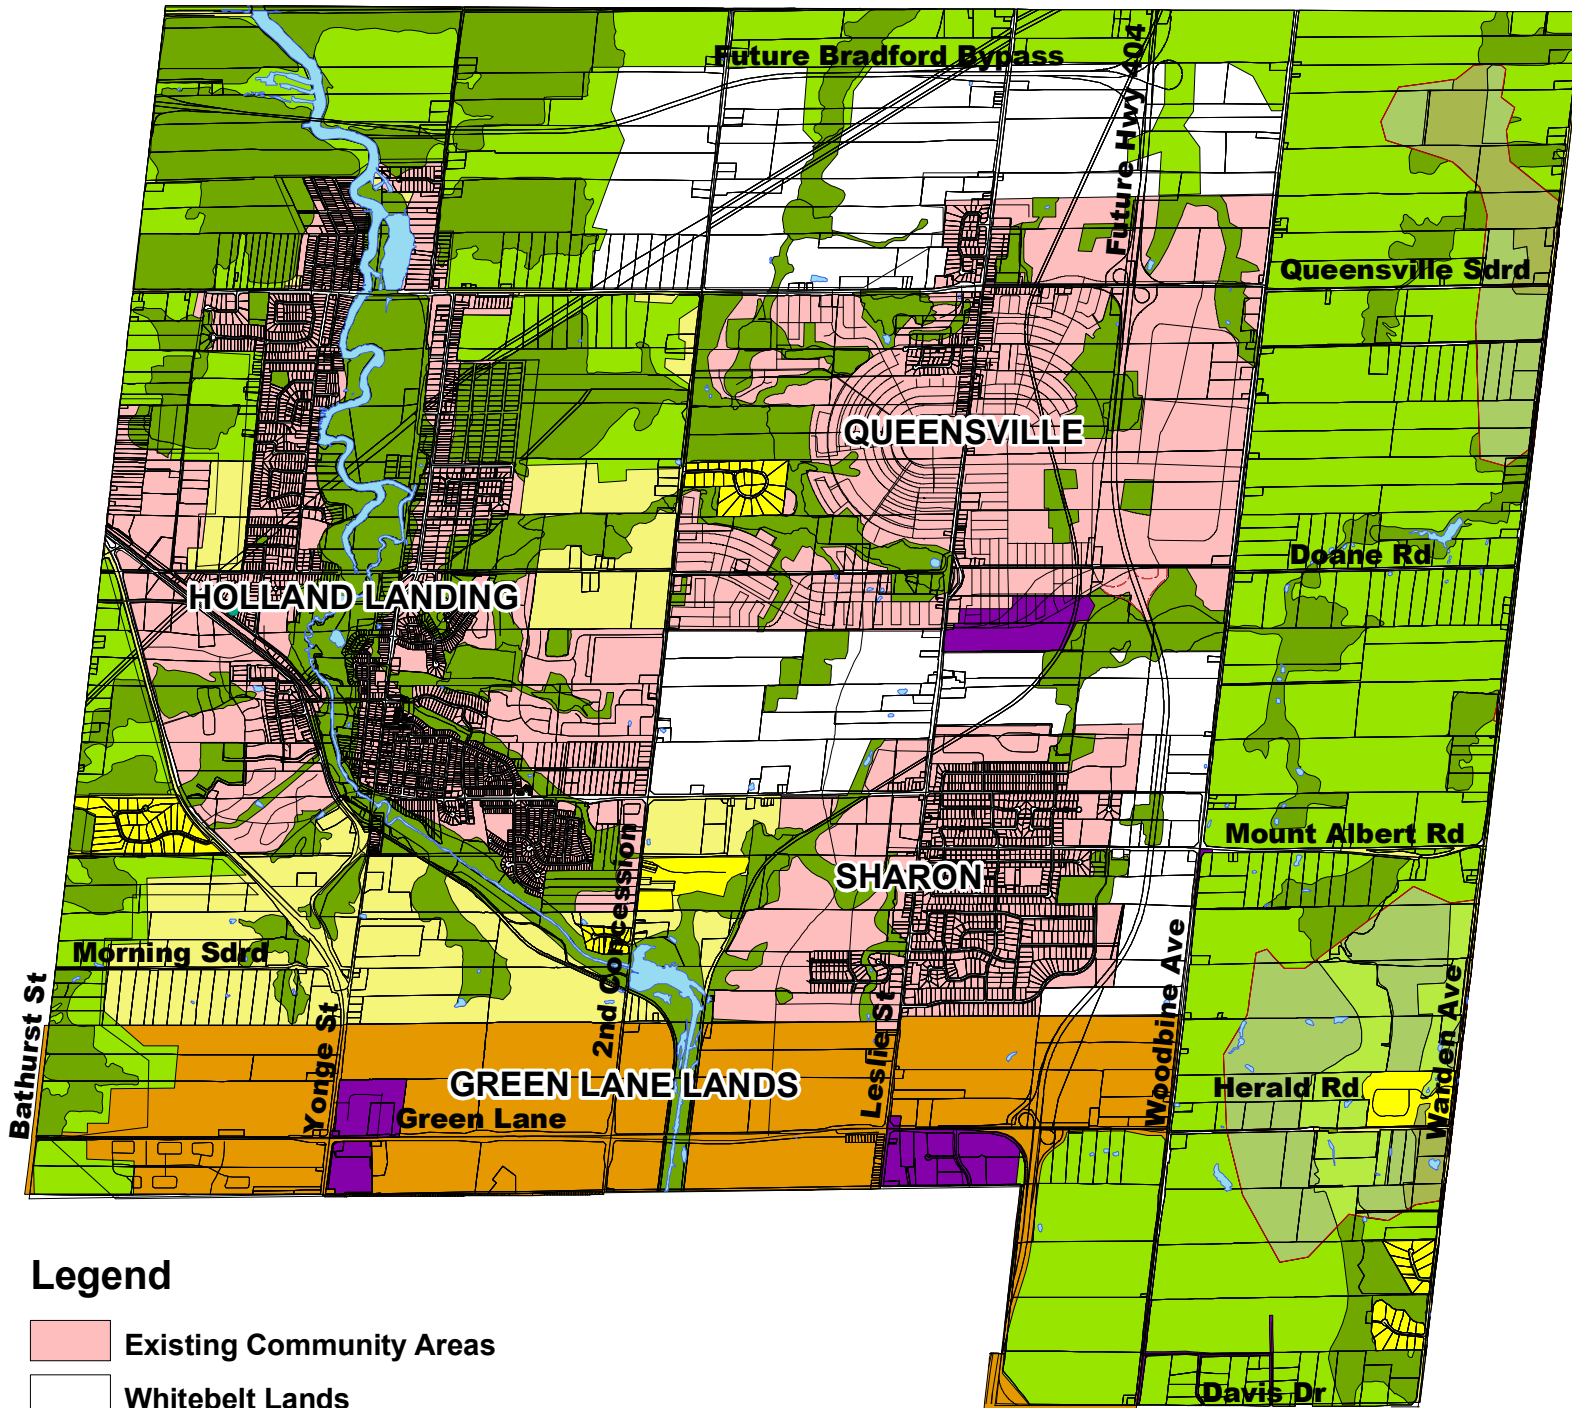 Future Bradford Bypass
Future Hwy 404
Queensville Sdrd
QUEENSVILLE
Doane Rd
HOLLAND LANDING
Mount Albert Rd
SHARON
2nd Concession
Morning Sdrd
Bathurst St
Yonge St
Leslie St
Woodbine Ave
Warden Ave
GREEN LANE LANDS
Herald Rd
Green Lane
Davis Dr
Legend
Existing Community Areas
Whitebelt Lands